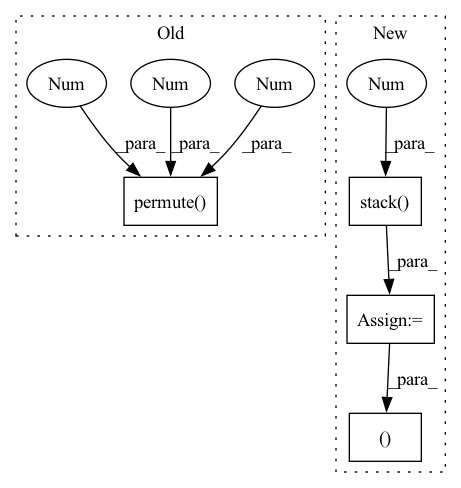 Old
New
Num
Num
Num
Num
_para_
_para_
_para_
_para_
permute()
stack()
_para_
Assign:=
_para_
()